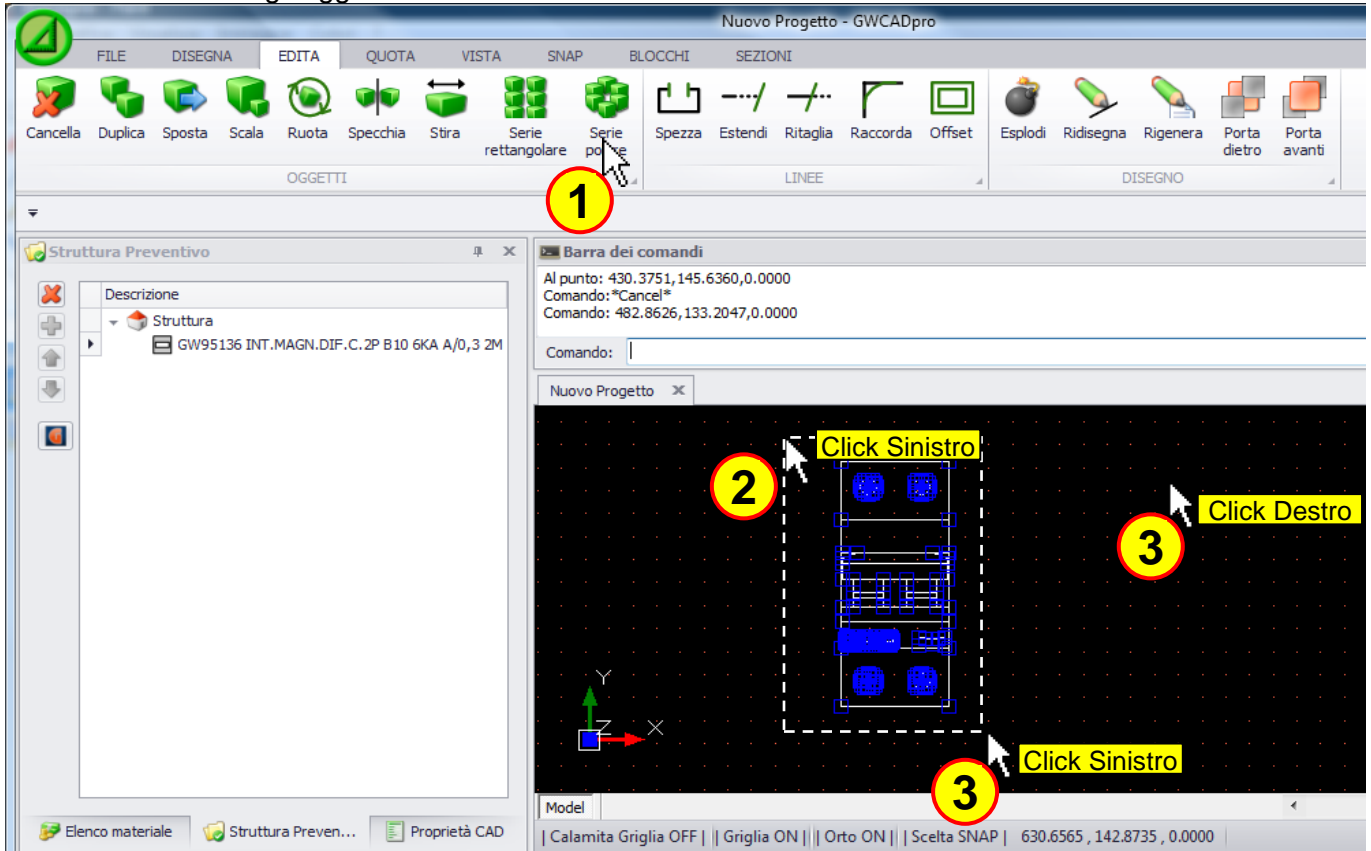 Nuovo Progetto - GWCADpro
FILE DISEGNA EDITA QUOTA VISTA SNAP BLOCCHI SEZIONI
Cancella Duplica Sposta Scala Ruota Specchia Stira Serie rettangolare Serie Spezza Estendi Ritaglia Raccorda Offset Esplodi Ridisegna Rigenera Porta dietro Porta avanti
OGGETTI LINEE DISEGNO
1
Struttura Preventivo
Descrizione
Struttura
GW95136 INT.MAGN.DIF.C.2P B10 6KA A/0,3 2M
Barra dei comandi
Al punto: 430.3751,145.6360,0.0000
Comando:*Cancel*
Comando: 482.8626,133.2047,0.0000
Comando:
Nuovo Progetto
Click Sinistro
2
Click Destro
3
Y
Z
X
Click Sinistro
3
Model
Elenco materiale Struttura Preven... Proprietà CAD
| Calamita Griglia OFF | | Griglia ON | | Orto ON | | Scelta SNAP | 630.6565 , 142.8735 , 0.0000